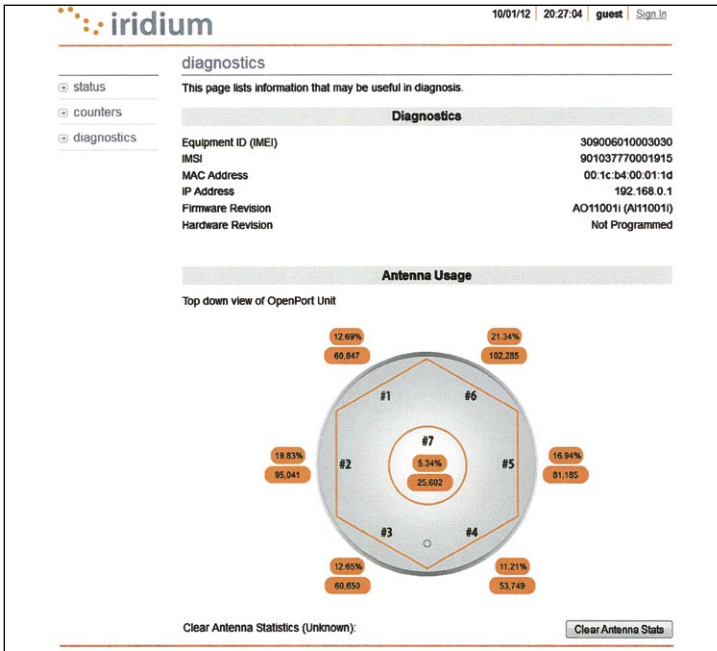 iridium
10/01/12 20:27:04 guest Sign In
diagnostics
status
counters
diagnostics
This page lists information that may be useful in diagnosis.
Diagnostics
Equipment ID (IMEI) 309006010003030
IMSI 901037770001915
MAC Address 00:1c:b4:00:01:1d
IP Address 192.168.0.1
Firmware Revision AO11001i (AI11001i)
Hardware Revision Not Programmed
Antenna Usage
Top down view of OpenPort Unit
12.69%
60,847
21.34%
102,285
#1
#6
19.83%
95,041
#2
#7
5.34%
25,602
#5
16.94%
81,185
#3
#4
12.65%
60,650
11.21%
53,749
Clear Antenna Statistics (Unknown): Clear Antenna Stats